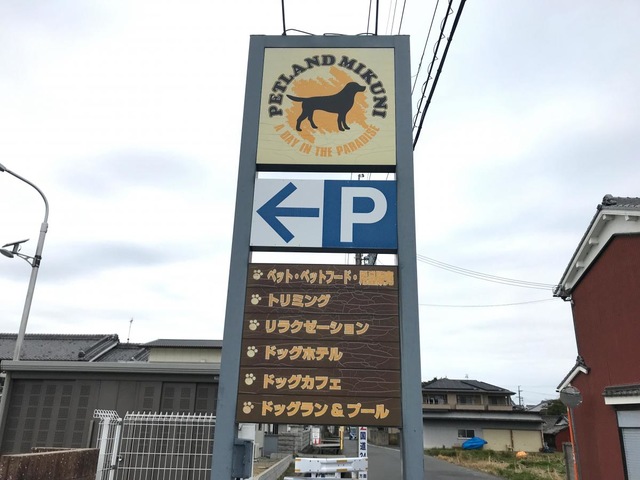 PETLAND MIKUNI
A DAY IN THE PARADISE
P
ペット・ペットフード・
トリミング
リラクゼーション
ドッグホテル
ドッグカフェ
ドッグラン&プール